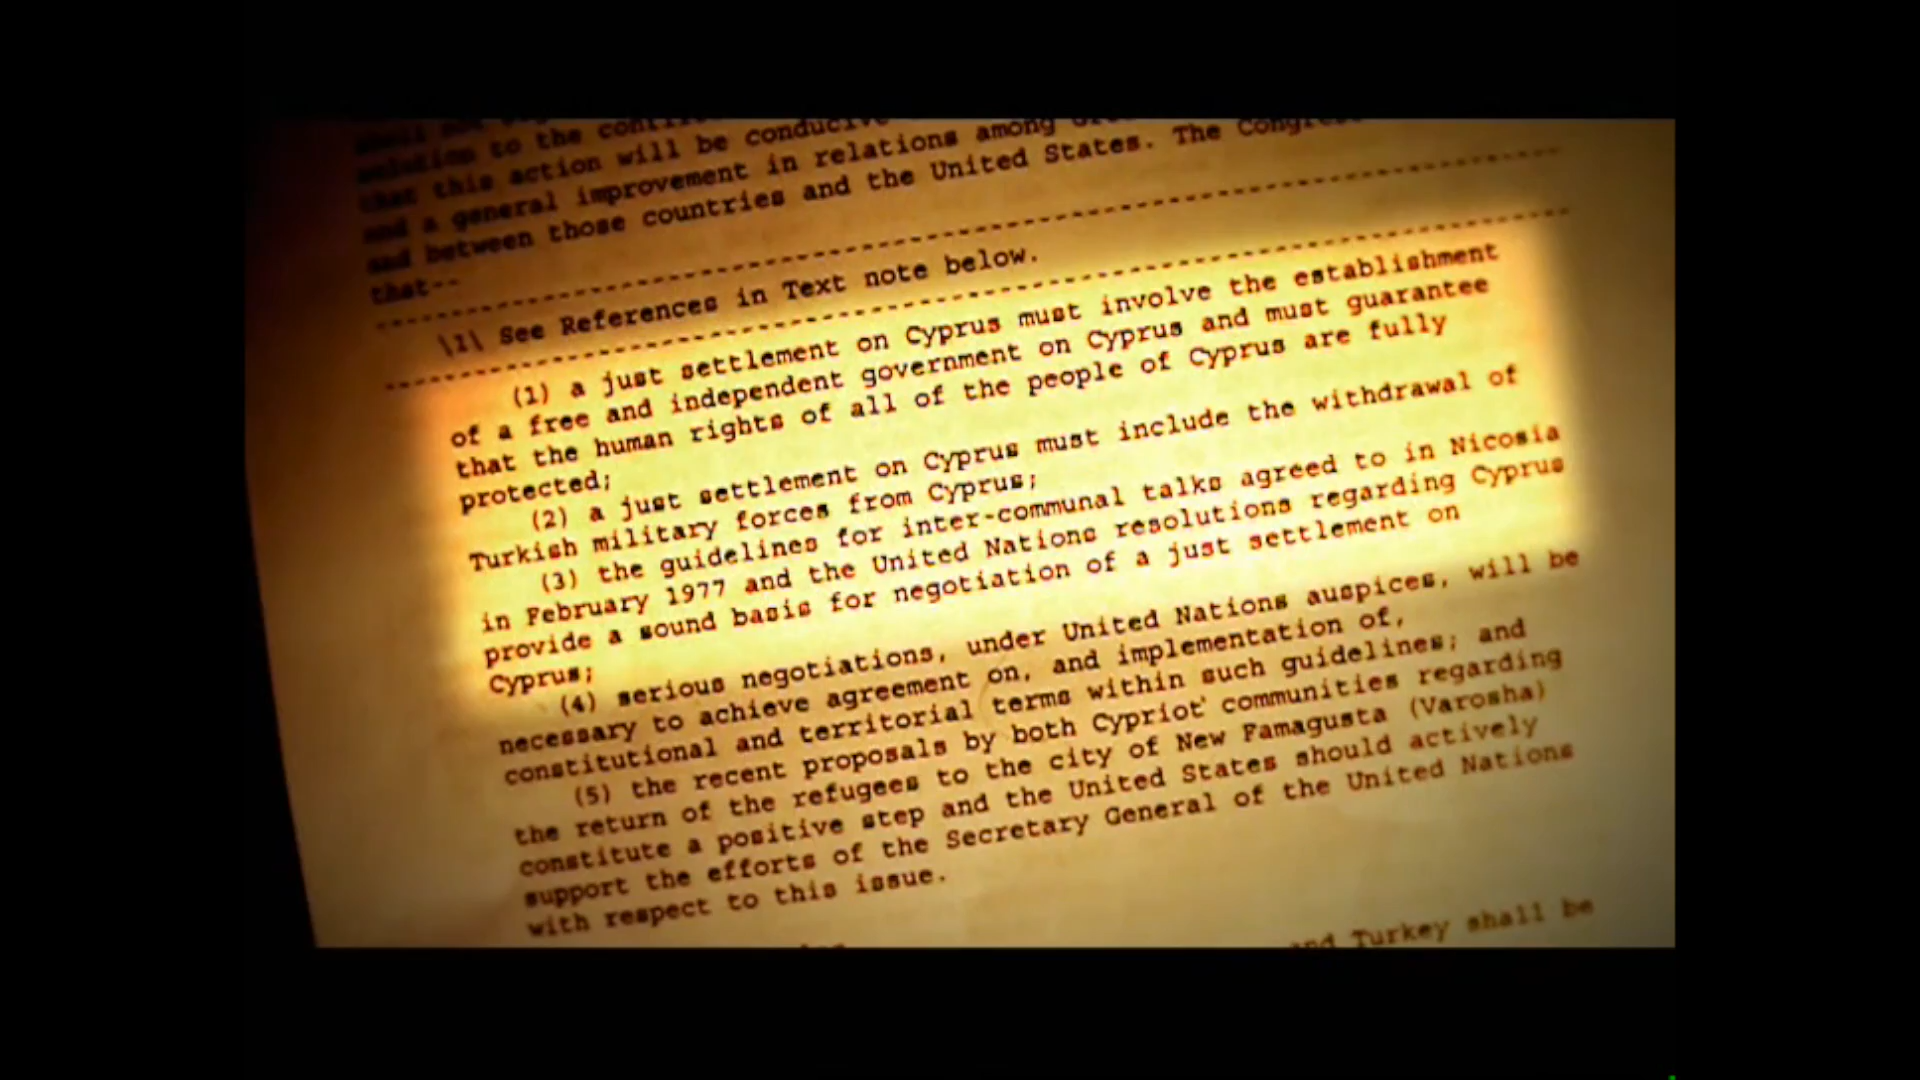 solution to the
that this action will be conducive
and a general improvement in relations among
and between those countries and the United States. The Congress
that--
\1\ See References in Text note below.
(1) a just settlement on Cyprus must involve the establishment
of a free and independent government on Cyprus and must guarantee
that the human rights of all of the people of Cyprus are fully
protected;
(2) a just settlement on Cyprus must include the withdrawal of
Turkish military forces from Cyprus;
(3) the guidelines for inter-communal talks agreed to in Nicosia
in February 1977 and the United Nations resolutions regarding Cyprus
provide a sound basis for negotiation of a just settlement on
Cyprus;
(4) serious negotiations, under United Nations auspices, will be
necessary to achieve agreement on, and implementation of,
constitutional and territorial terms within such guidelines; and
(5) the recent proposals by both Cypriot communities regarding
the return of the refugees to the city of New Famagusta (Varosha)
constitute a positive step and the United States should actively
support the efforts of the Secretary General of the United Nations
with respect to this issue.
and Turkey shall be